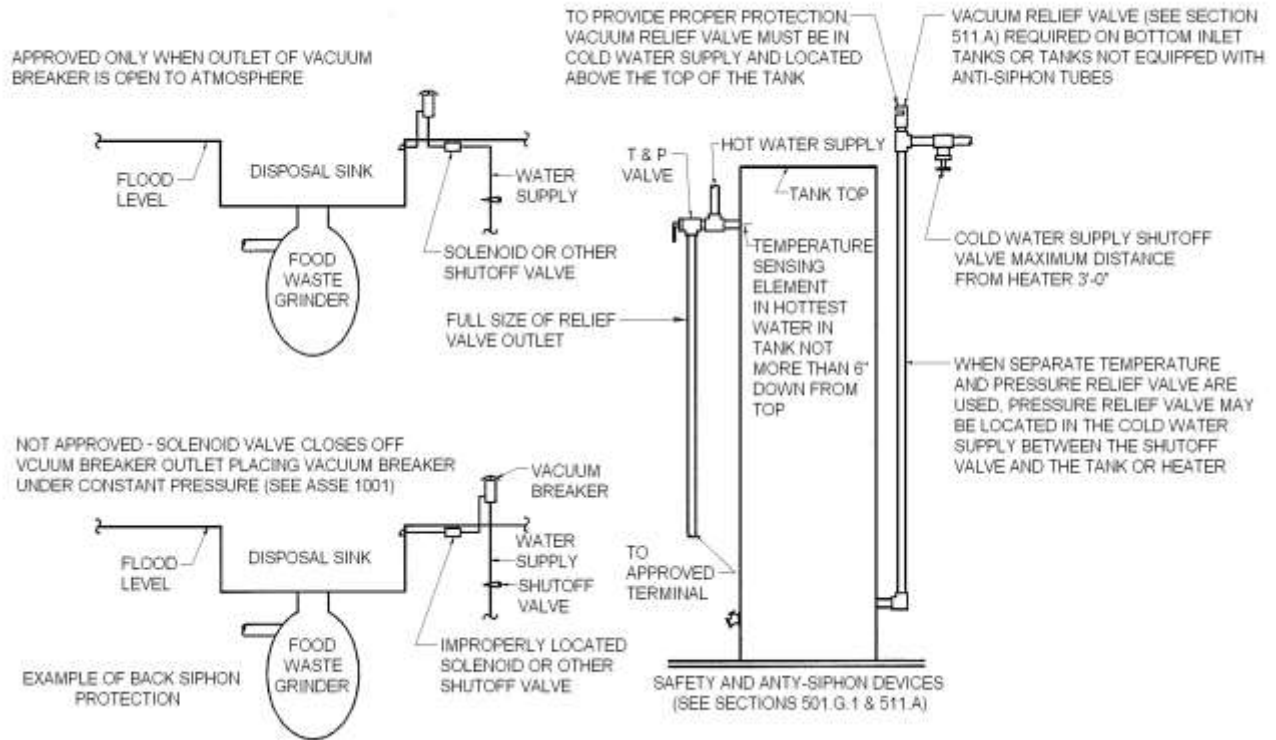 APPROVED ONLY WHEN OUTLET OF VACUUM
BREAKER IS OPEN TO ATMOSPHERE
FLOOD
LEVEL
DISPOSAL SINK
WATER
SUPPLY
SOLENOID OR OTHER
SHUTOFF VALVE
FOOD
WASTE
GRINDER
NOT APPROVED - SOLENOID VALVE CLOSES OFF
VCUUM BREAKER OUTLET PLACING VACUUM BREAKER
UNDER CONSTANT PRESSURE (SEE ASSE 1001)
VACUUM
BREAKER
FLOOD
LEVEL
DISPOSAL SINK
WATER
SUPPLY
SHUTOFF
VALVE
FOOD
WASTE
GRINDER
IMPROPERLY LOCATED
SOLENOID OR OTHER
SHUTOFF VALVE
EXAMPLE OF BACK SIPHON
PROTECTION
TO PROVIDE PROPER PROTECTION,
VACUUM RELIEF VALVE MUST BE IN
COLD WATER SUPPLY AND LOCATED
ABOVE THE TOP OF THE TANK
VACUUM RELIEF VALVE (SEE SECTION
511.A) REQUIRED ON BOTTOM INLET
TANKS OR TANKS NOT EQUIPPED WITH
ANTI-SIPHON TUBES
HOT WATER SUPPLY
T & P
VALVE
TANK TOP
TEMPERATURE
SENSING
ELEMENT
IN HOTTEST
WATER IN
TANK NOT
MORE THAN 6"
DOWN FROM
TOP
COLD WATER SUPPLY SHUTOFF
VALVE MAXIMUM DISTANCE
FROM HEATER 3'-0"
FULL SIZE OF RELIEF
VALVE OUTLET
WHEN SEPARATE TEMPERATURE
AND PRESSURE RELIEF VALVE ARE
USED, PRESSURE RELIEF VALVE MAY
BE LOCATED IN THE COLD WATER
SUPPLY BETWEEN THE SHUTOFF
VALVE AND THE TANK OR HEATER
TO
APPROVED
TERMINAL
SAFETY AND ANTY-SIPHON DEVICES
(SEE SECTIONS 501.G.1 & 511.A)